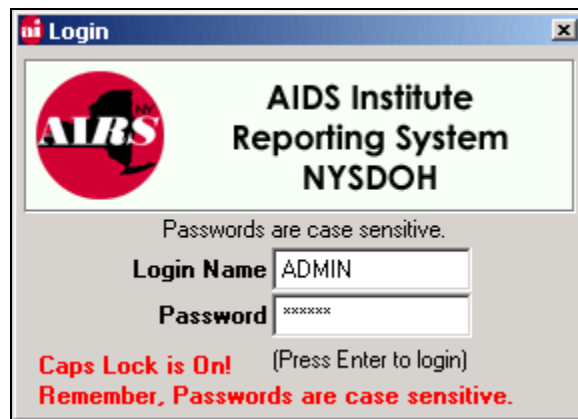 ai Login
NY
AIRS
AIDS Institute
Reporting System
NYSDOH
Passwords are case sensitive.
Login Name ADMIN
Password ××××××
Caps Lock is On! (Press Enter to login)
Remember, Passwords are case sensitive.